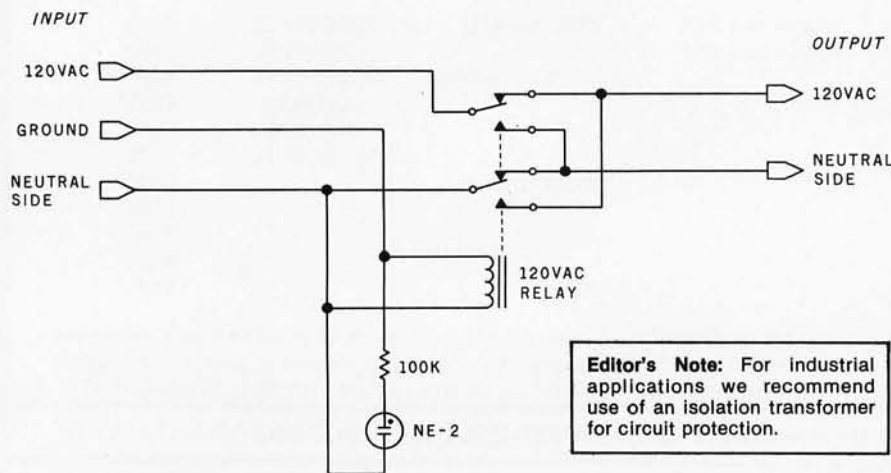 INPUT
OUTPUT
120VAC
120VAC
GROUND
NEUTRAL
SIDE
NEUTRAL
SIDE
120VAC
RELAY
100K
NE-2
Editor's Note: For industrial
applications we recommend
use of an isolation transformer
for circuit protection.